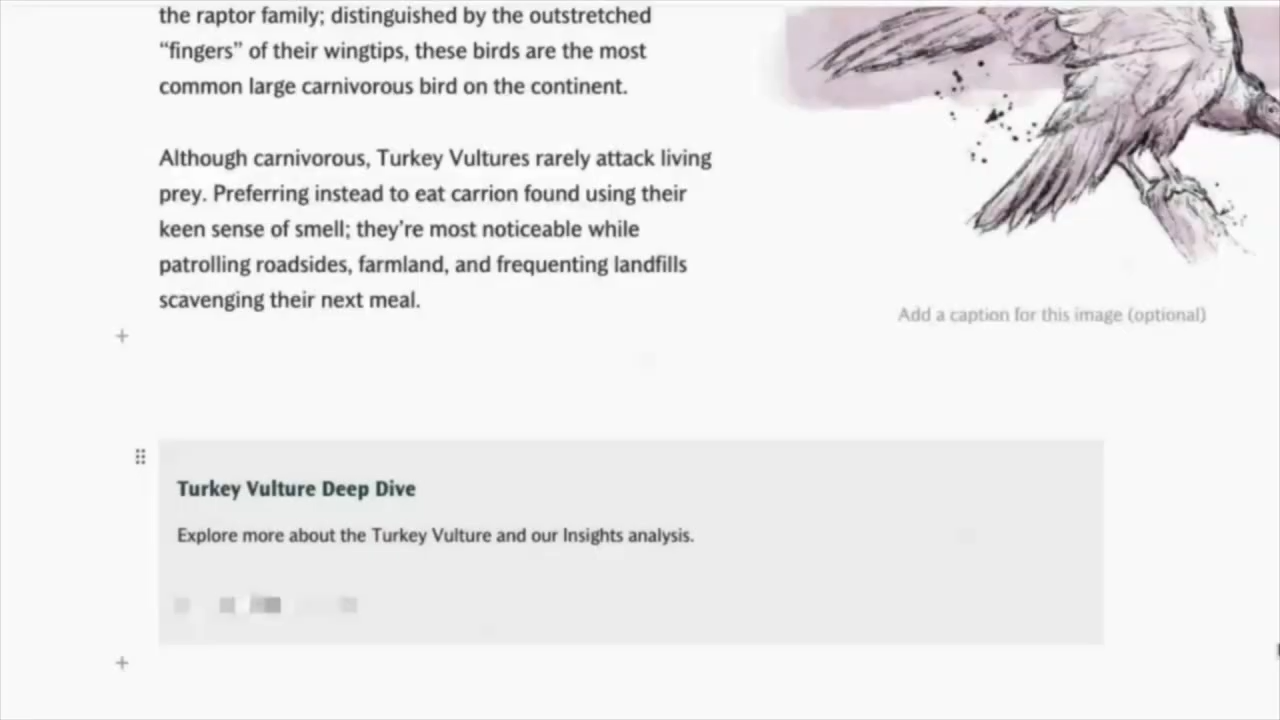 the raptor family; distinguished by the outstretched
“fingers” of their wingtips, these birds are the most
common large carnivorous bird on the continent.
Although carnivorous, Turkey Vultures rarely attack living
prey. Preferring instead to eat carrion found using their
keen sense of smell; they’re most noticeable while
patrolling roadsides, farmland, and frequenting landfills
scavenging their next meal.
Add a caption for this image (optional)
Turkey Vulture Deep Dive
Explore more about the Turkey Vulture and our Insights analysis.